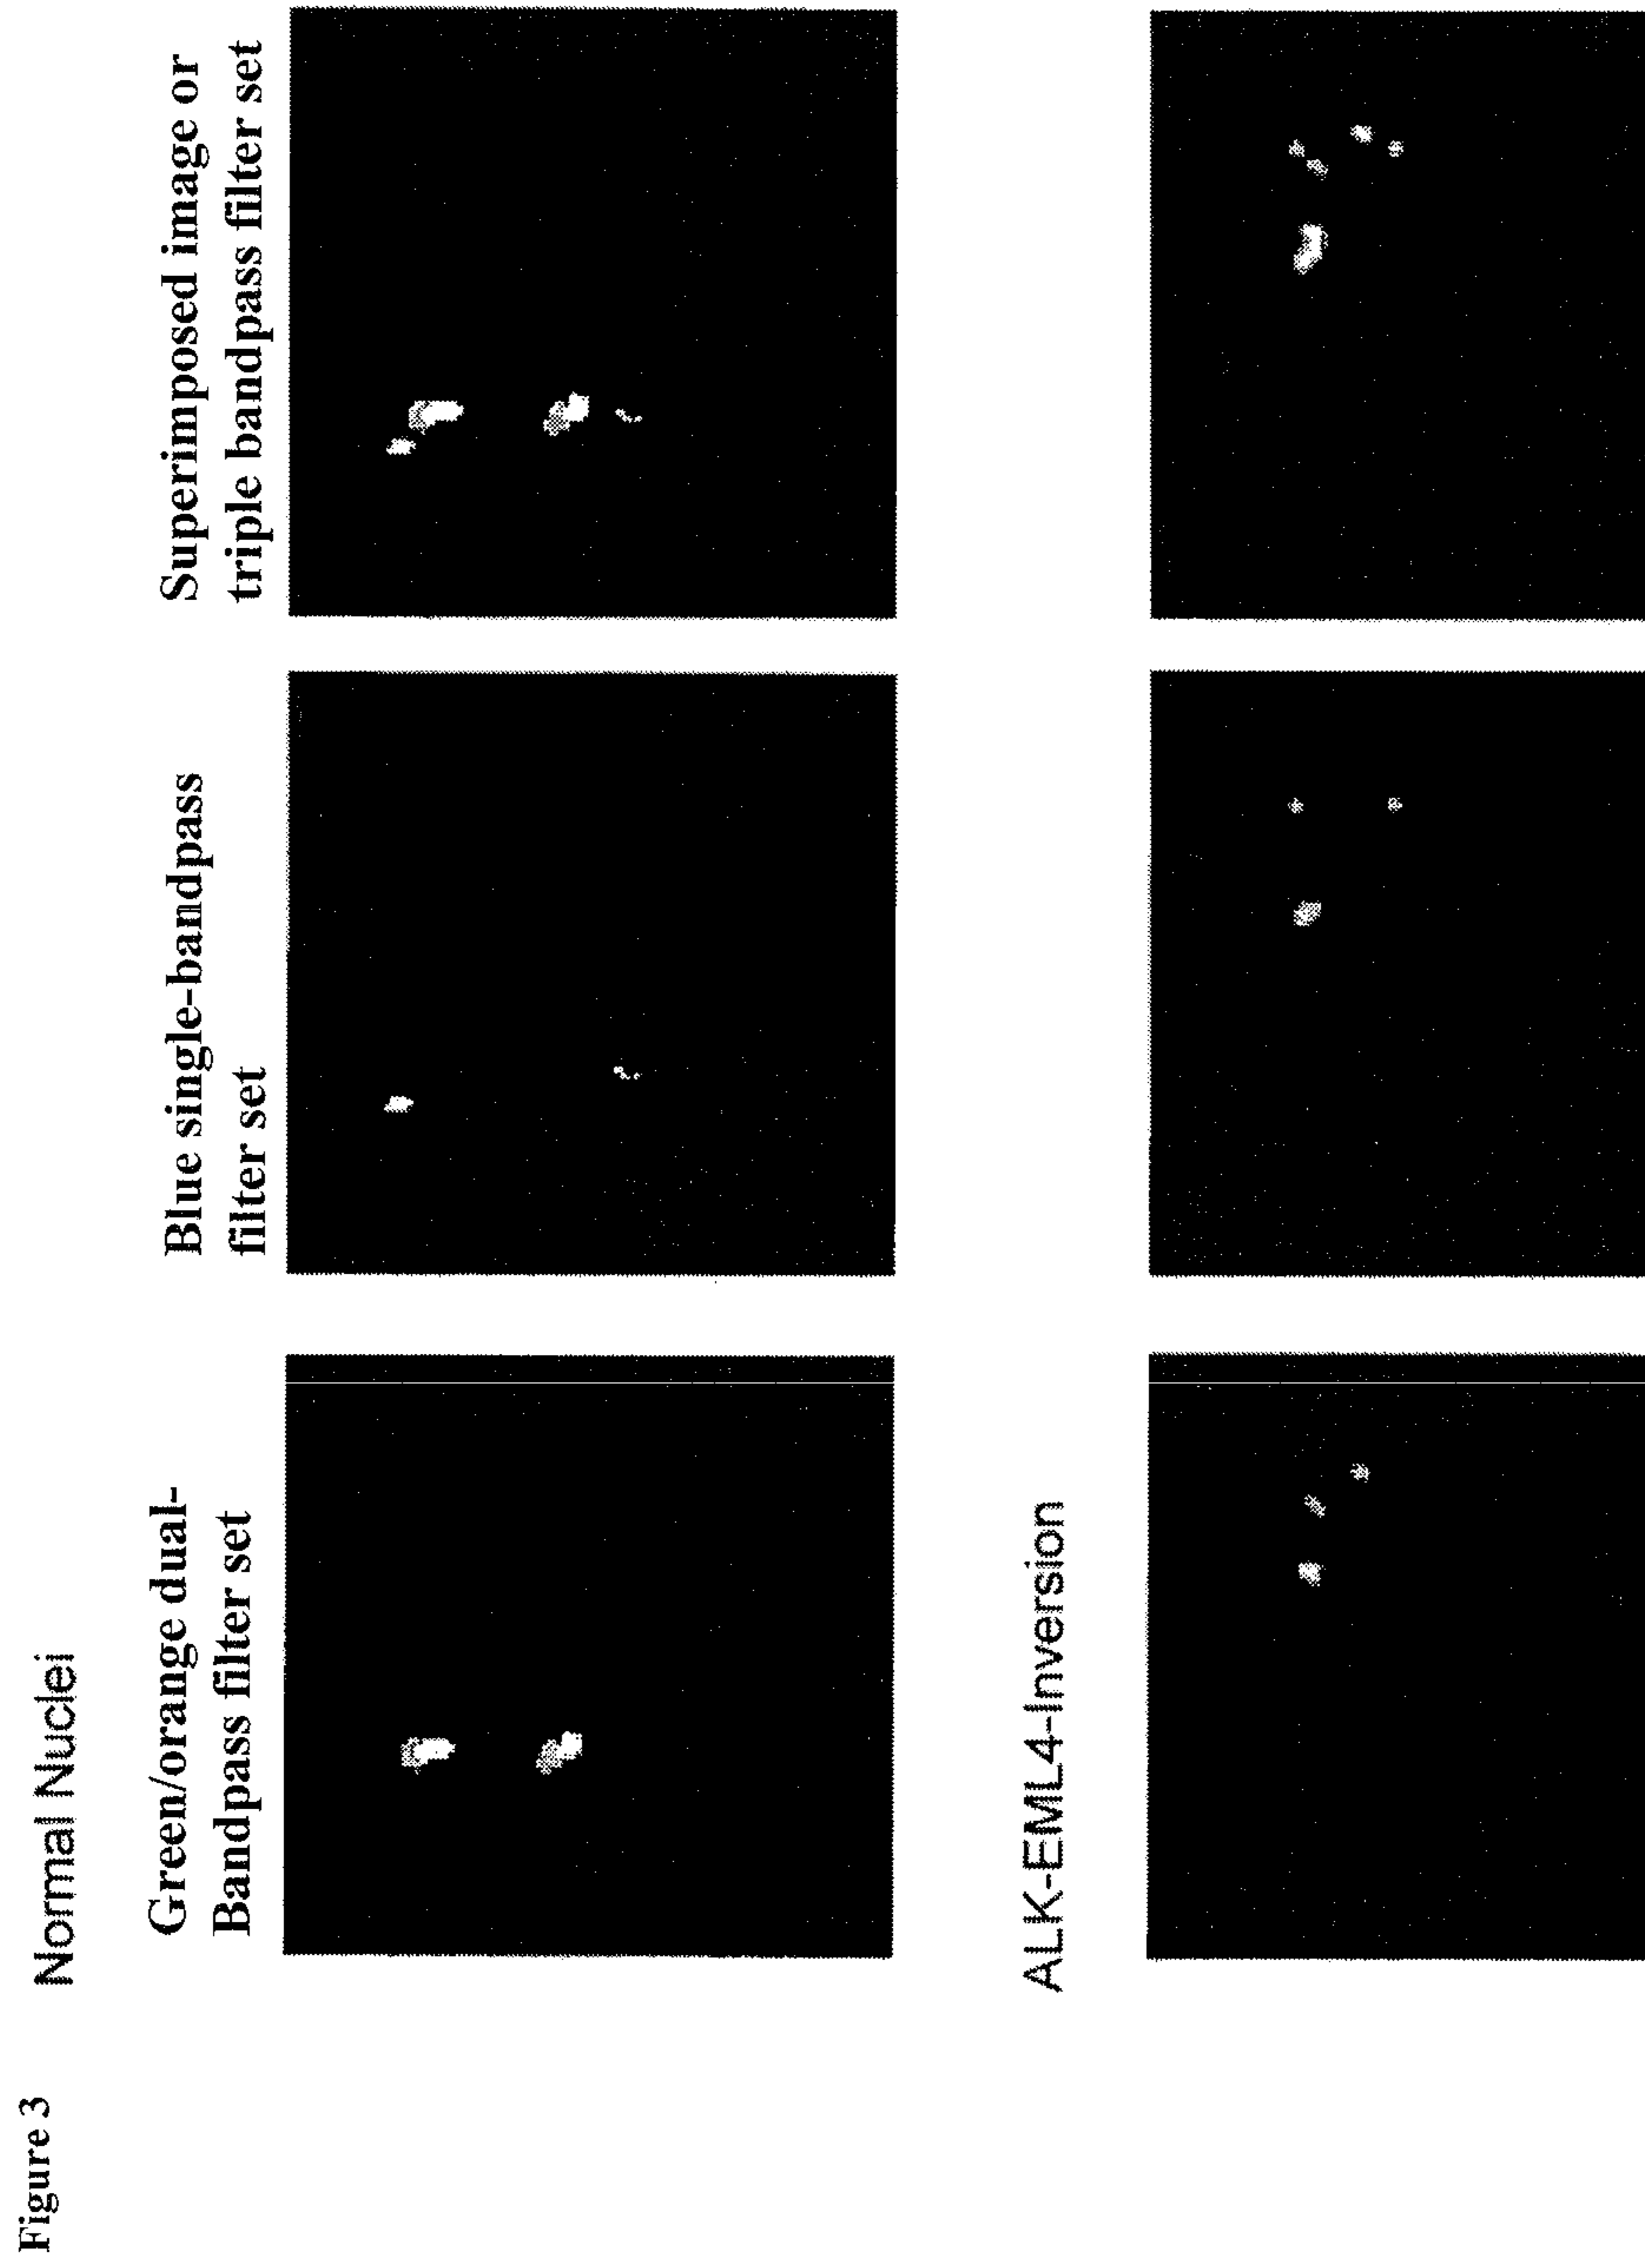 Figure 3
Normal Nuclei
Green/orange dual-
Bandpass filter set
Blue single-bandpass
filter set
Superimposed image or
triple bandpass filter set
ALK-EML4-Inversion